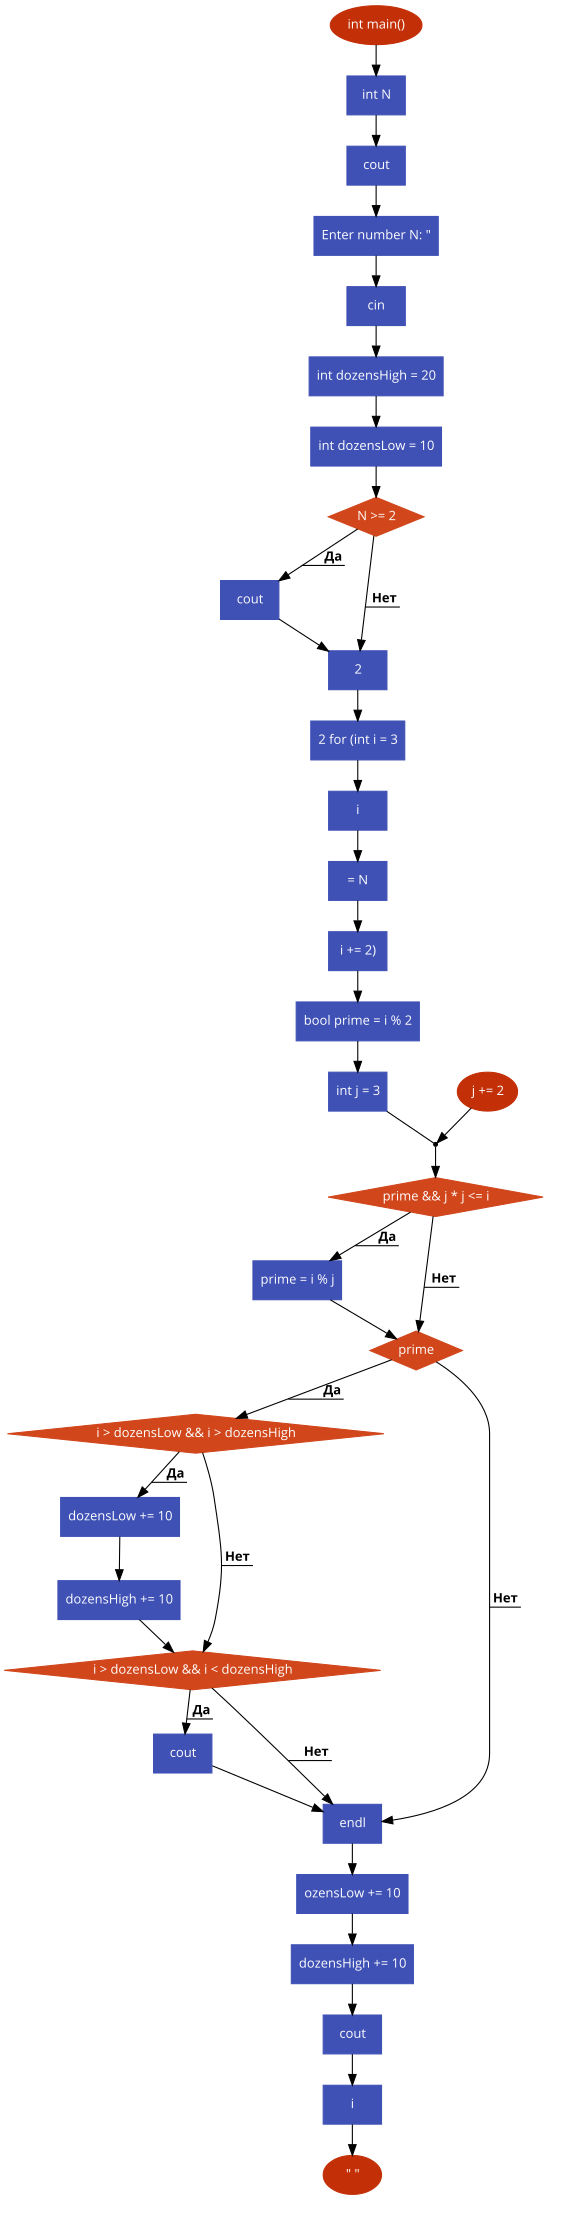 int main()
int N
cout
Enter number N: "
cin
int dozensHigh = 20
int dozensLow = 10
N >= 2
Да
cout
Нет
2
2 for (int i = 3
i
= N
i += 2)
bool prime = i % 2
int j = 3
j += 2
prime && j * j <= i
Да
prime = i % j
Нет
prime
Да
i > dozensLow && i > dozensHigh
Да
dozensLow += 10
Нет
dozensHigh += 10
Нет
i > dozensLow && i < dozensHigh
Да
cout
Нет
endl
ozensLow += 10
dozensHigh += 10
cout
i
" "